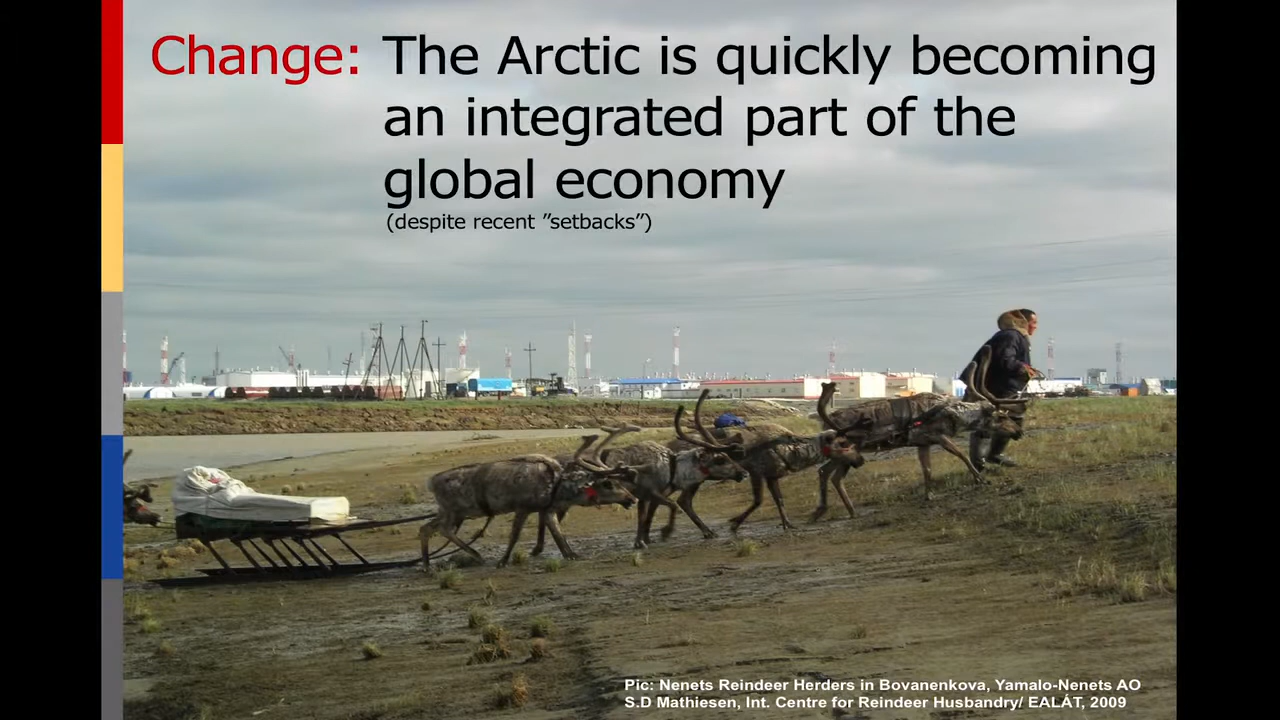 Change: The Arctic is quickly becoming
an integrated part of the
global economy
(despite recent ”setbacks”)
Pic: Nenets Reindeer Herders in Bovanenkova, Yamalo-Nenets AO
S.D Mathiesen, Int. Centre for Reindeer Husbandry/ EALÁT, 2009